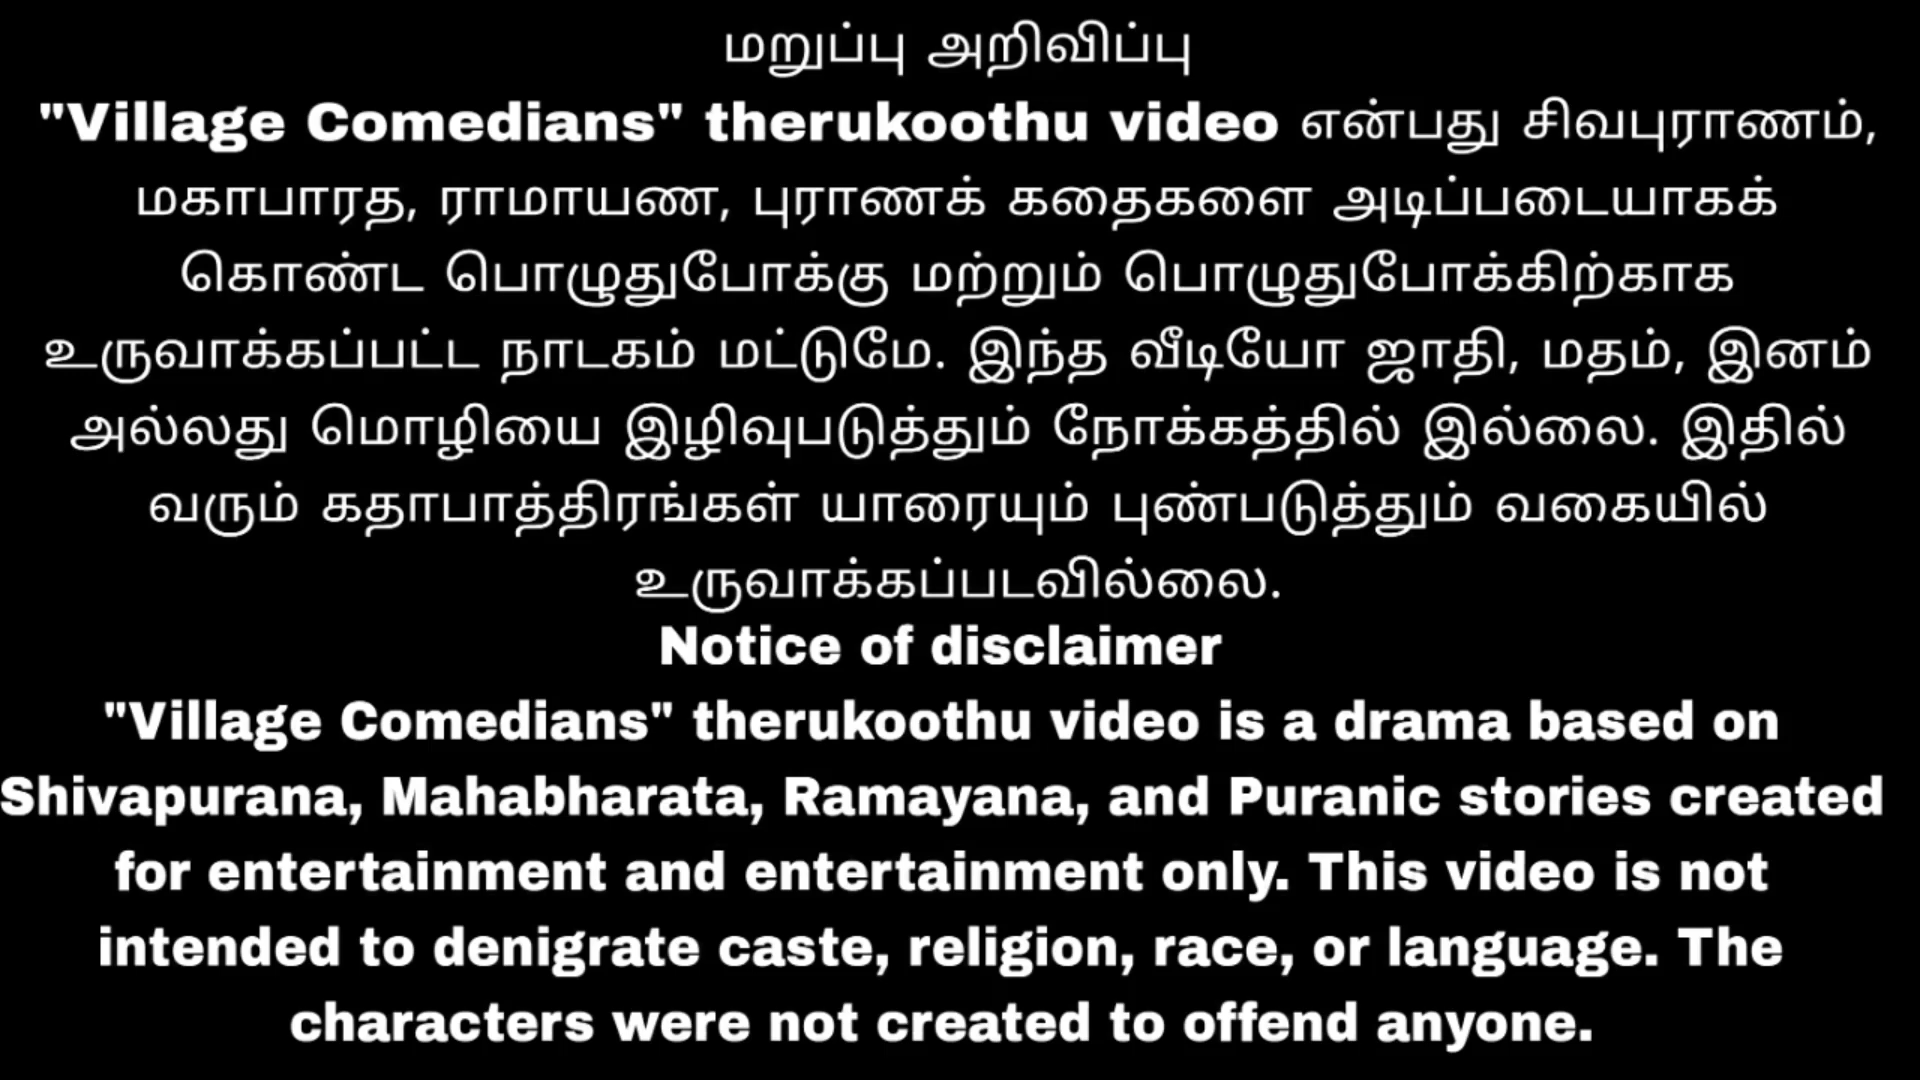 மறுப்பு அறிவிப்பு
"Village Comedians" therukoothu video என்பது சிவபுராணம்,
மகாபாரத, ராமாயண, புராணக் கதைகளை அடிப்படையாகக்
கொண்ட பொழுதுபோக்கு மற்றும் பொழுதுபோக்கிற்காக
உருவாக்கப்பட்ட நாடகம் மட்டுமே. இந்த வீடியோ ஜாதி, மதம், இனம்
அல்லது மொழியை இழிவுபடுத்தும் நோக்கத்தில் இல்லை. இதில்
வரும் கதாபாத்திரங்கள் யாரையும் புண்படுத்தும் வகையில்
உருவாக்கப்படவில்லை.
Notice of disclaimer
"Village Comedians" therukoothu video is a drama based on
Shivapurana, Mahabharata, Ramayana, and Puranic stories created
for entertainment and entertainment only. This video is not
intended to denigrate caste, religion, race, or language. The
characters were not created to offend anyone.